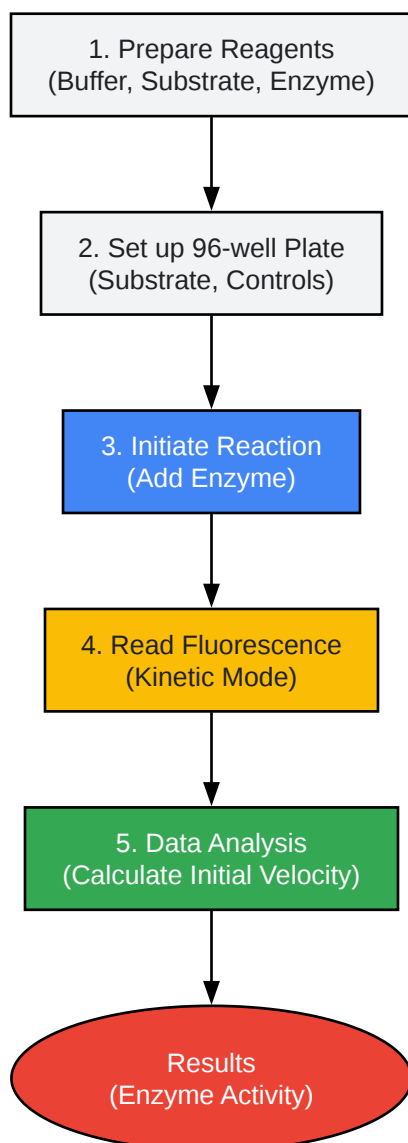 1. Prepare Reagents
(Buffer, Substrate, Enzyme)
2. Set up 96-well Plate
(Substrate, Controls)
3. Initiate Reaction
(Add Enzyme)
4. Read Fluorescence
(Kinetic Mode)
5. Data Analysis
(Calculate Initial Velocity)
Results
(Enzyme Activity)